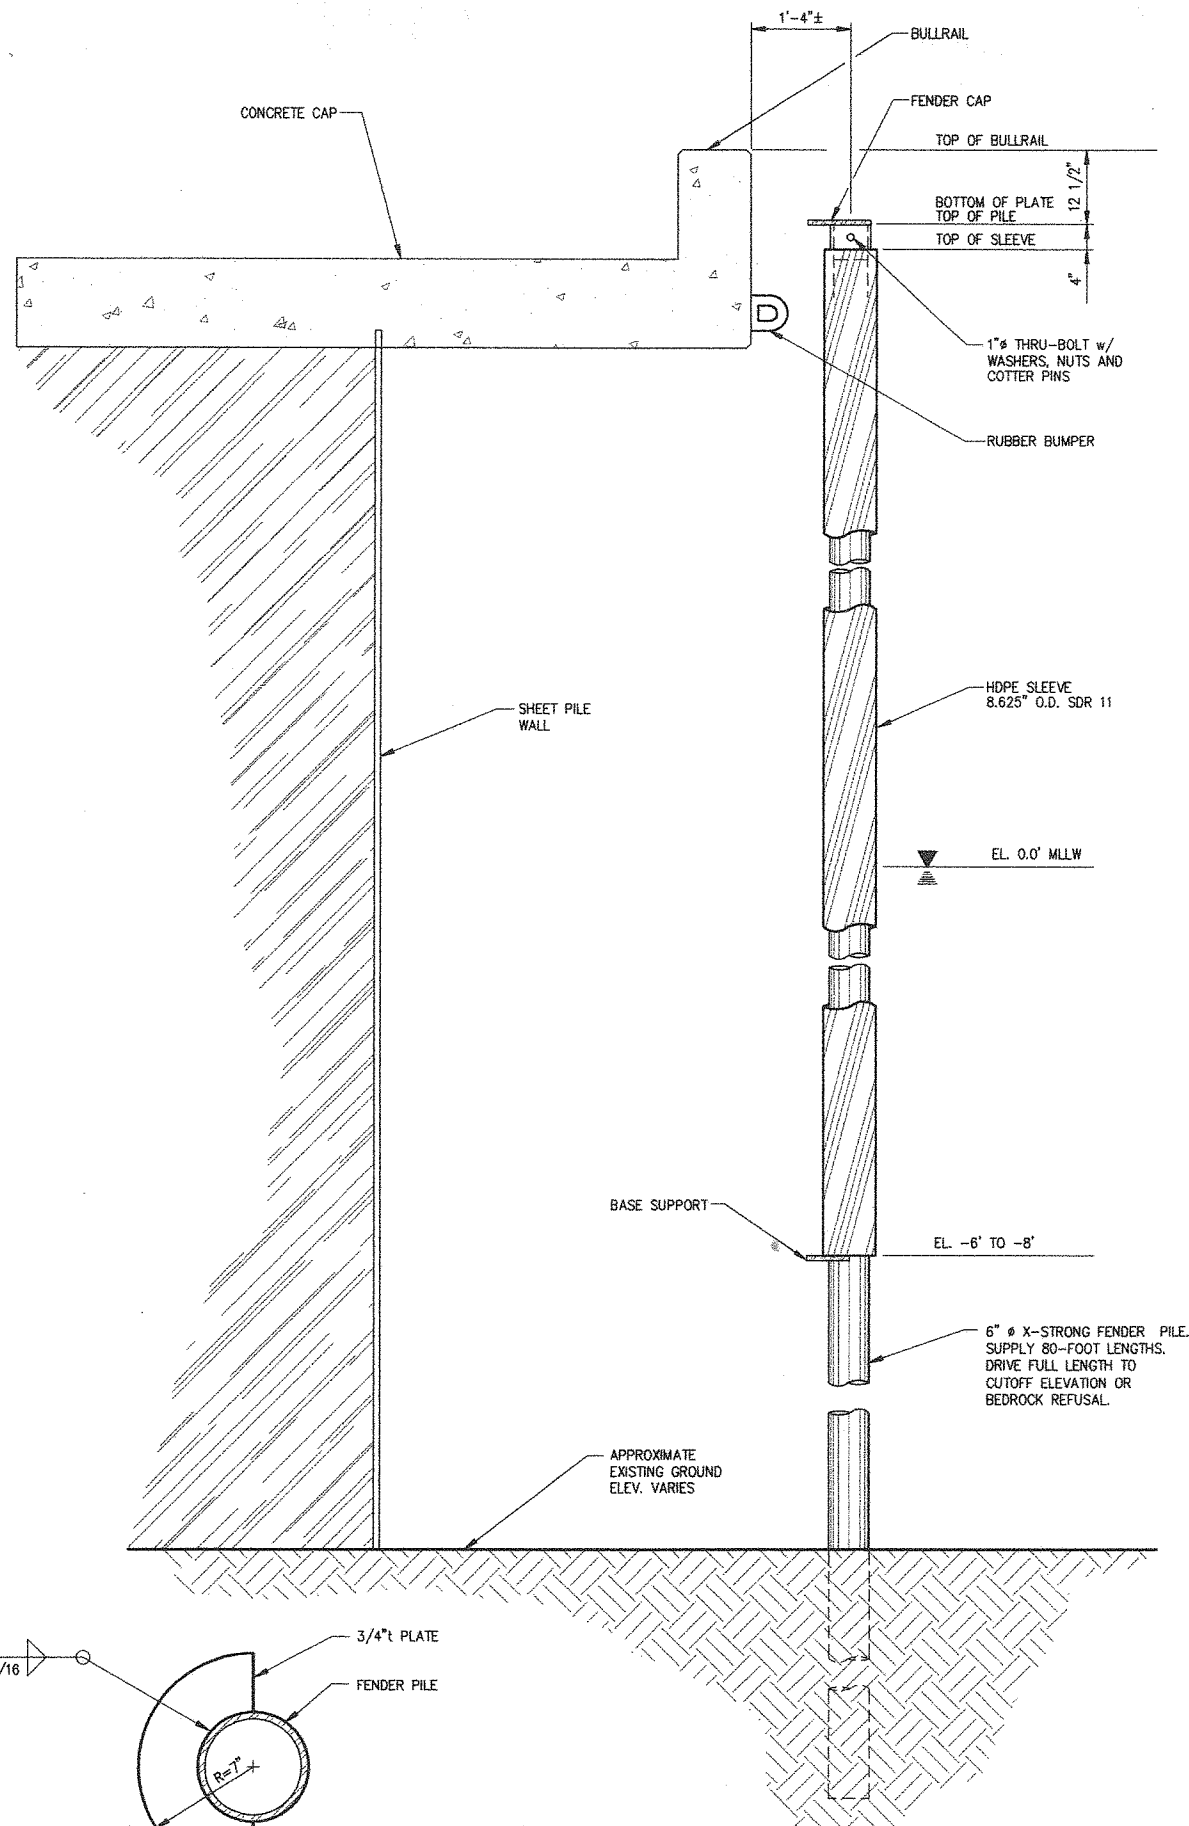 1'-4"±
BULLRAIL
CONCRETE CAP
FENDER CAP
TOP OF BULLRAIL
12 1/2"
BOTTOM OF PLATE
TOP OF PILE
TOP OF SLEEVE
4"
1"ø THRU-BOLT w/
WASHERS, NUTS AND
COTTER PINS
RUBBER BUMPER
HDPE SLEEVE
8.625" O.D. SDR 11
SHEET PILE
WALL
EL. 0.0' MLLW
BASE SUPPORT
EL. -6' TO -8'
6" ø X-STRONG FENDER PILE.
SUPPLY 80-FOOT LENGTHS.
DRIVE FULL LENGTH TO
CUTOFF ELEVATION OR
BEDROCK REFUSAL.
APPROXIMATE
EXISTING GROUND
ELEV. VARIES
3/4"t PLATE
/16
FENDER PILE
R=7"